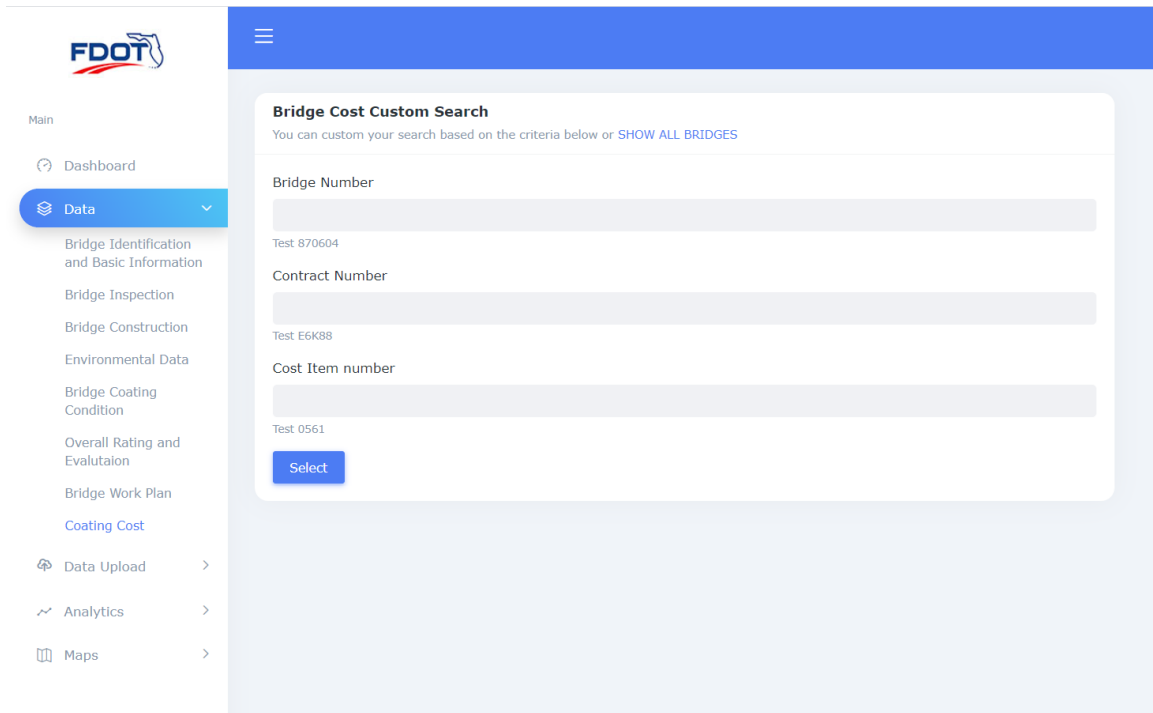 FDOT
Main
Dashboard
Data
Bridge Identification
and Basic Information
Bridge Inspection
Bridge Construction
Environmental Data
Bridge Coating
Condition
Overall Rating and
Evalutaion
Bridge Work Plan
Coating Cost
Data Upload
Analytics
Maps
Bridge Cost Custom Search
You can custom your search based on the criteria below or SHOW ALL BRIDGES
Bridge Number
Test 870604
Contract Number
Test E6K88
Cost Item number
Test 0561
Select